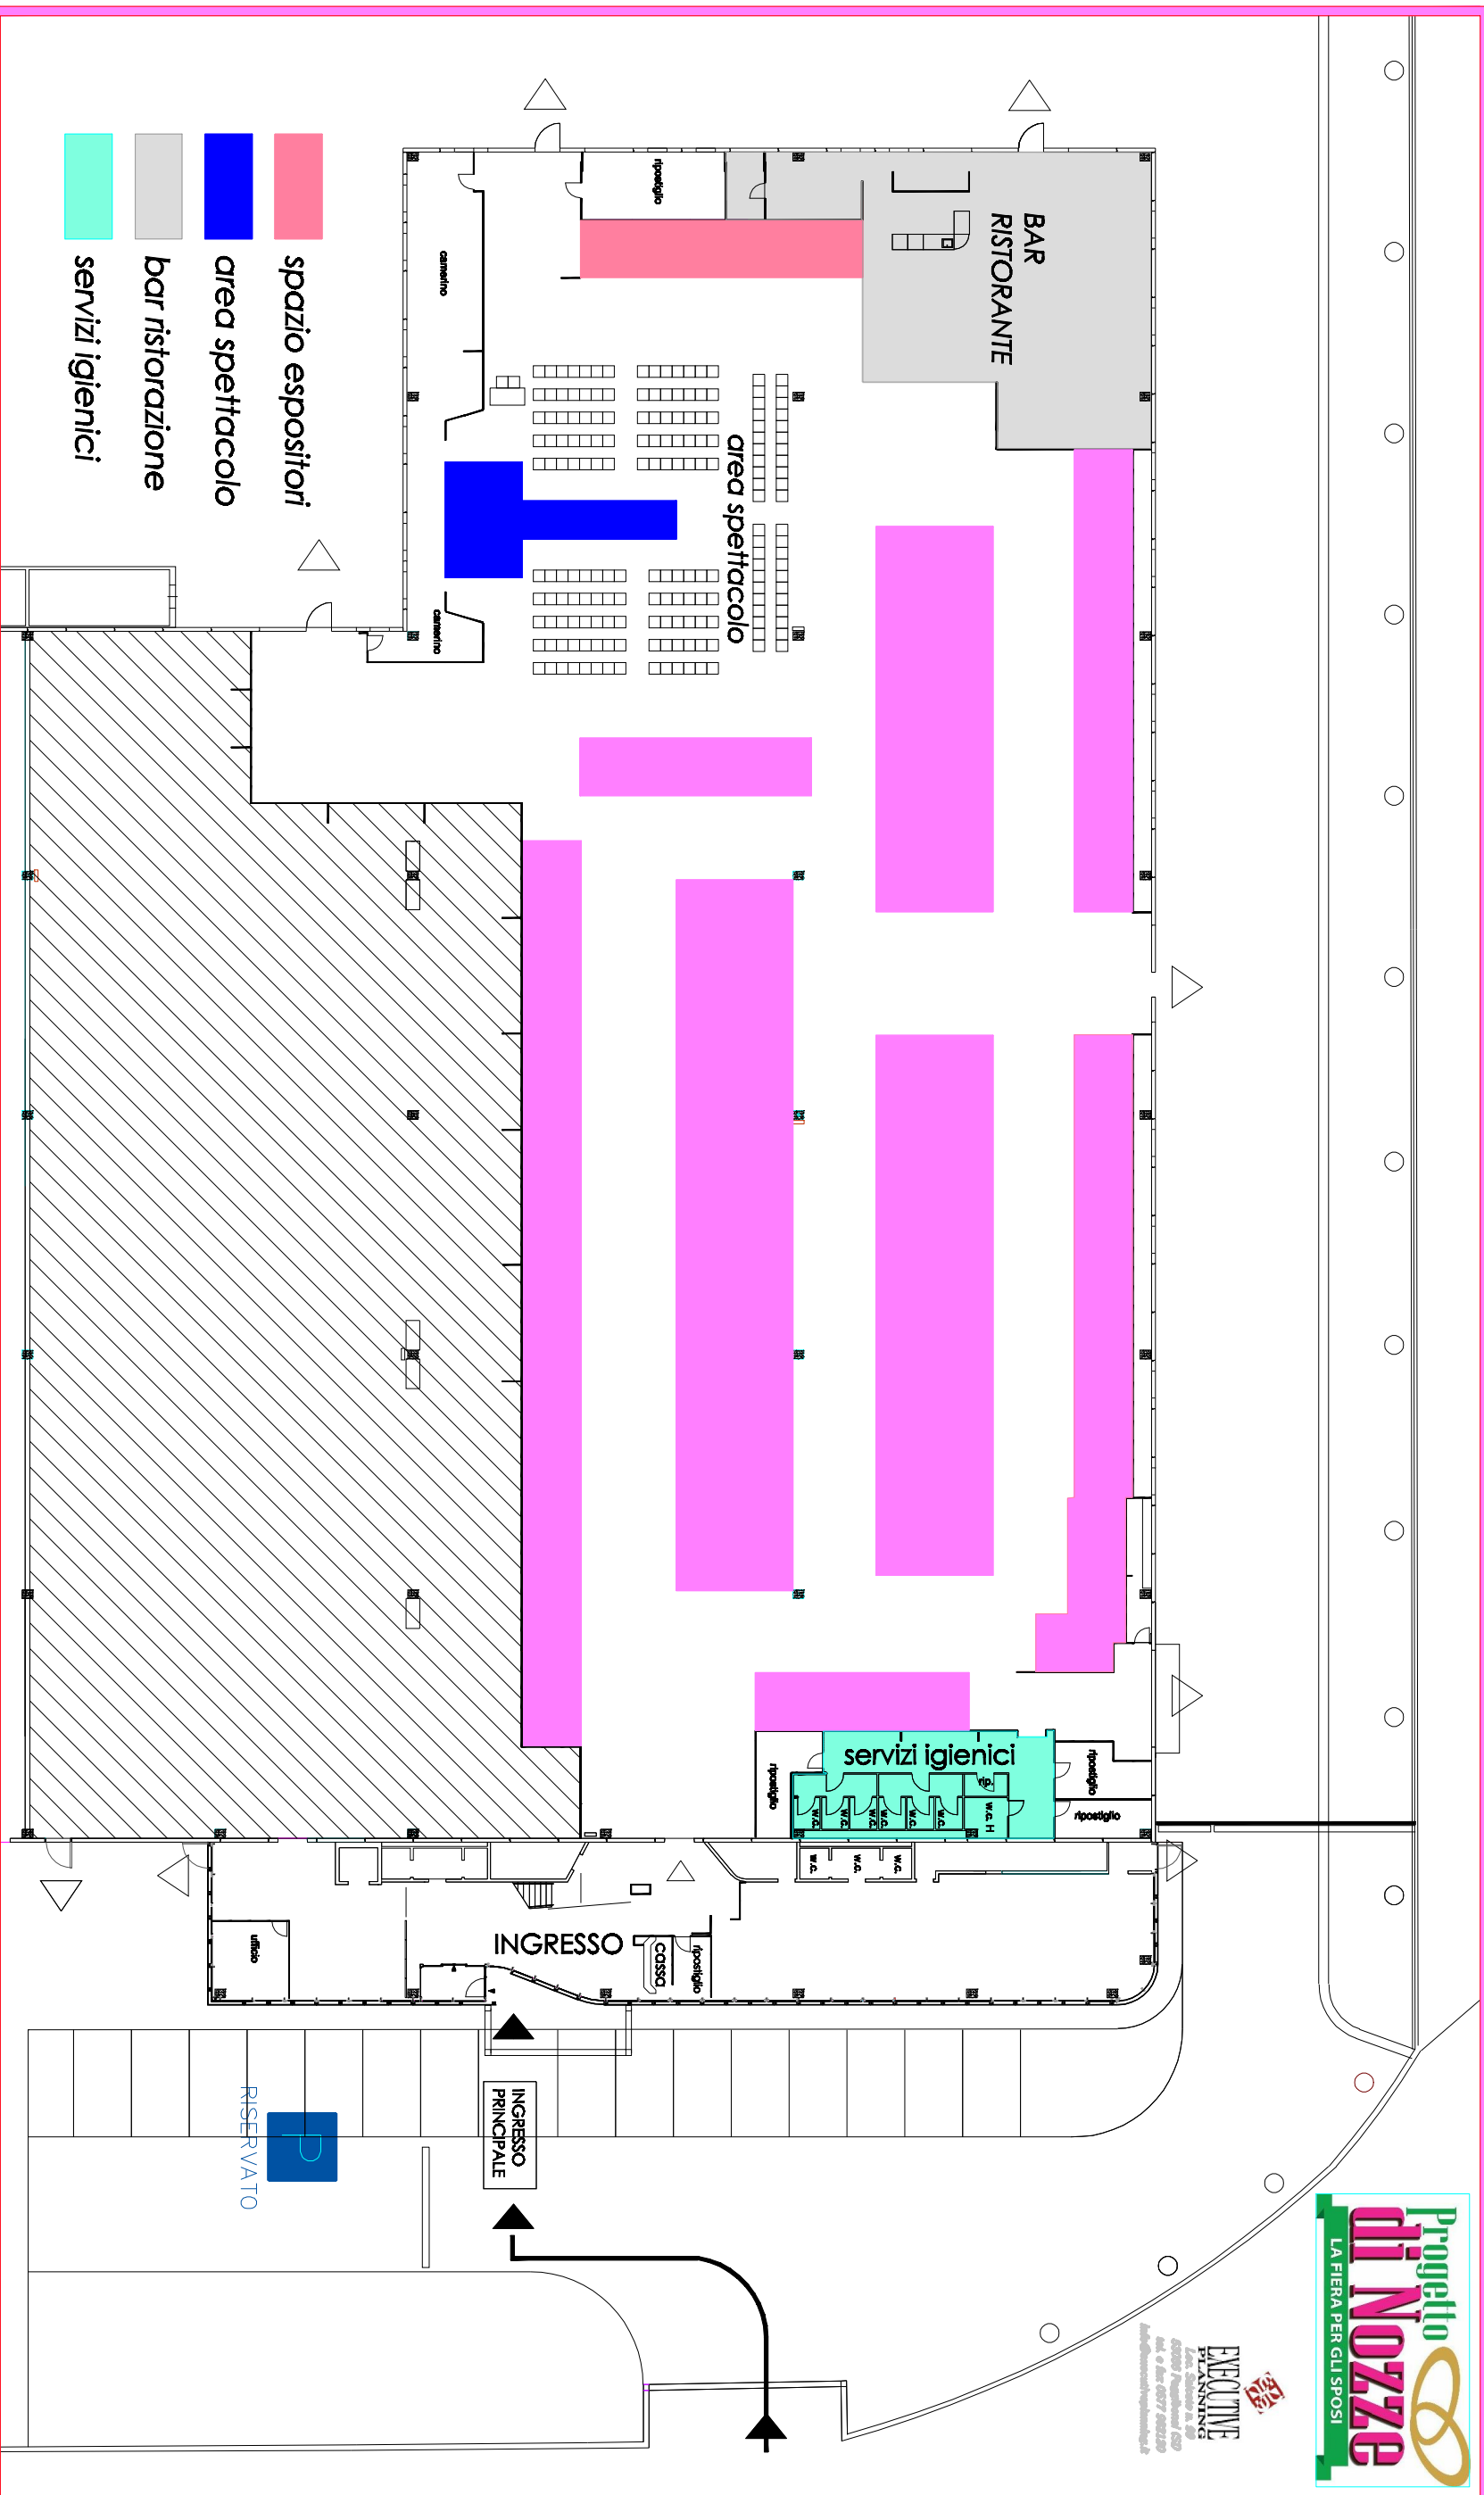 Progetto
di Nozze
LA FIERA PER GLI SPOSI
EXECUTIVE
PLANNING
BAR
RISTORANTE
ripostiglio
camerino
area spettacolo
camerino
spazio espositori
area spettacolo
bar ristorazione
servizi igienici
servizi igienici
ripostiglio
ripostiglio
ripostiglio
rip.
w.c.
w.c.
w.c.
w.c.
w.c.
w.c.
w.c. H
w.c.
w.c.
w.c.
INGRESSO
cassa
ripostiglio
ufficio
INGRESSO
PRINCIPALE
P
RISERVATO